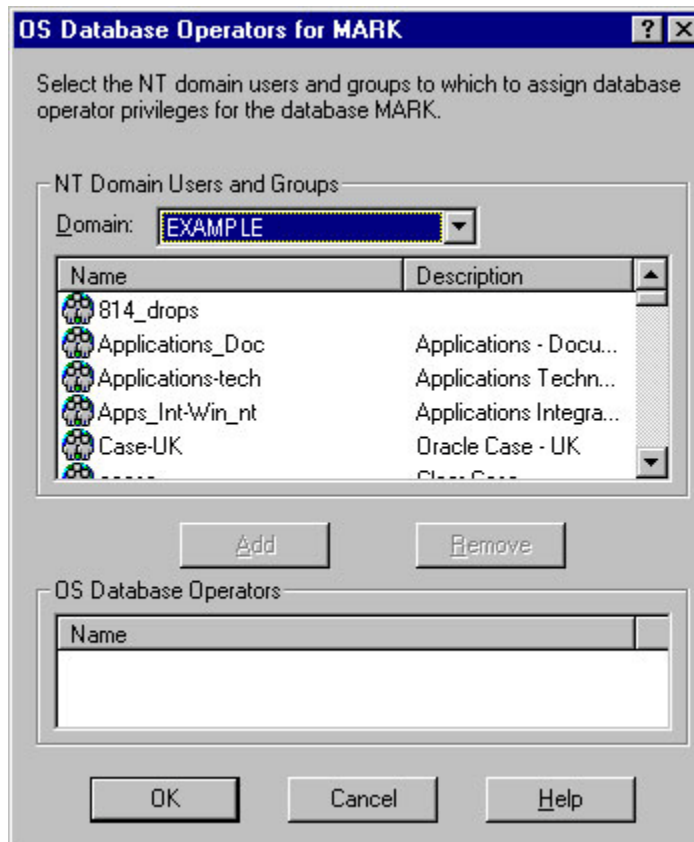 OS Database Operators for MARK
Select the NT domain users and groups to which to assign database
operator privileges for the database MARK.
NT Domain Users and Groups
Domain: EXAMPLE
Name Description
814_drops
Applications_Doc Applications - Docu...
Applications-tech Applications Techn...
Apps_Int-Win_nt Applications Integra...
Case-UK Oracle Case - UK
Add Remove
OS Database Operators
Name
OK Cancel Help